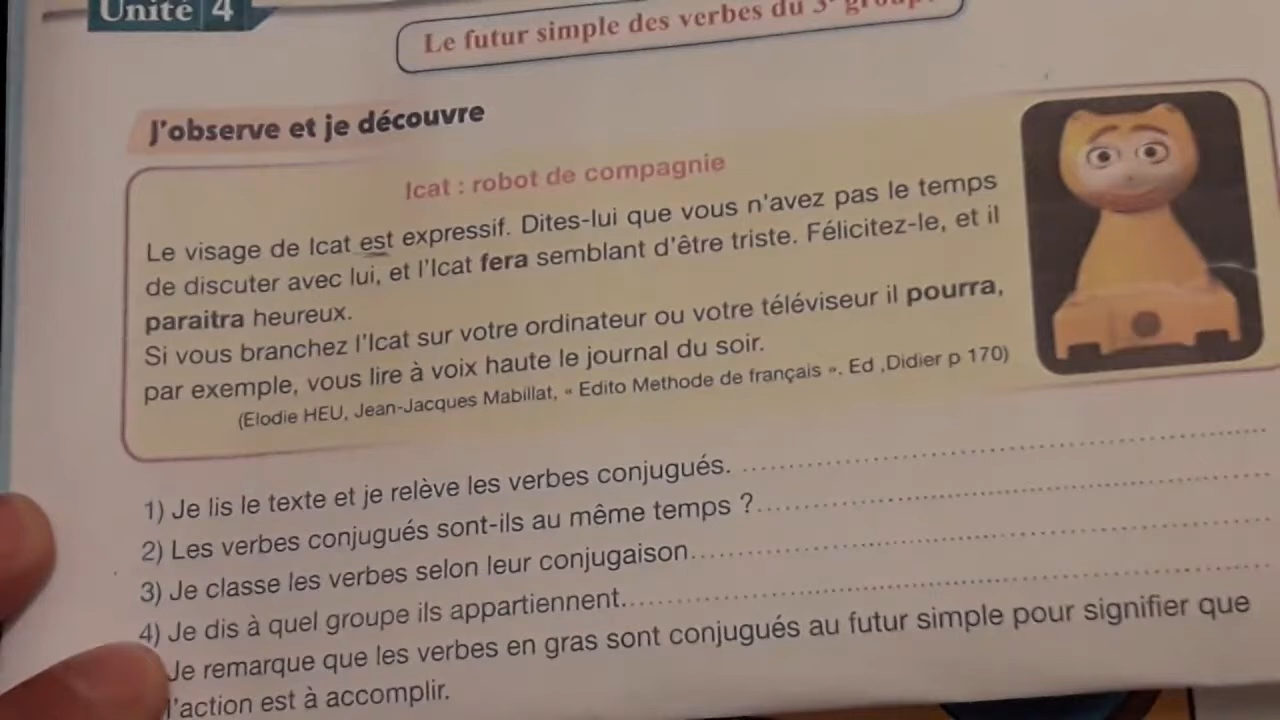 Unité 4
Le futur simple des verbes du 3e
J'observe et je découvre
Icat : robot de compagnie
Le visage de Icat est expressif. Dites-lui que vous n'avez pas le temps
de discuter avec lui, et l'Icat fera semblant d'être triste. Félicitez-le, et il
paraitra heureux.
Si vous branchez l'Icat sur votre ordinateur ou votre téléviseur il pourra,
par exemple, vous lire à voix haute le journal du soir.
(Elodie HEU, Jean-Jacques Mabillat, « Edito Methode de français ». Ed ,Didier p 170)
1) Je lis le texte et je relève les verbes conjugués. ........................................
2) Les verbes conjugués sont-ils au même temps ?........................................
3) Je classe les verbes selon leur conjugaison........................................
4) Je dis à quel groupe ils appartiennent........................................
Je remarque que les verbes en gras sont conjugués au futur simple pour signifier que
l'action est à accomplir.